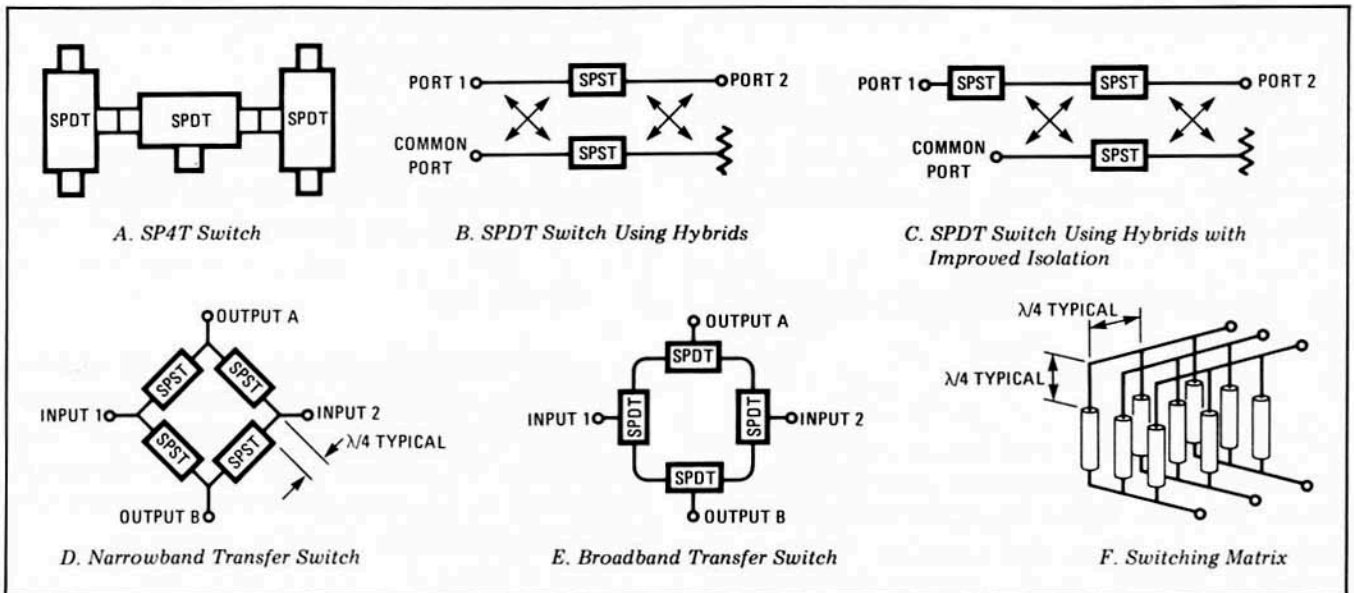 SPDT
SPDT
SPDT
A. SP4T Switch
PORT 1
SPST
PORT 2
COMMON
PORT
SPST
B. SPDT Switch Using Hybrids
PORT 1
SPST
SPST
PORT 2
COMMON
PORT
SPST
C. SPDT Switch Using Hybrids with
Improved Isolation
OUTPUT A
SPST
SPST
INPUT 1
INPUT 2
SPST
SPST
λ/4 TYPICAL
OUTPUT B
D. Narrowband Transfer Switch
OUTPUT A
SPDT
INPUT 1
SPDT
SPDT
INPUT 2
SPDT
OUTPUT B
E. Broadband Transfer Switch
λ/4 TYPICAL
λ/4 TYPICAL
F. Switching Matrix